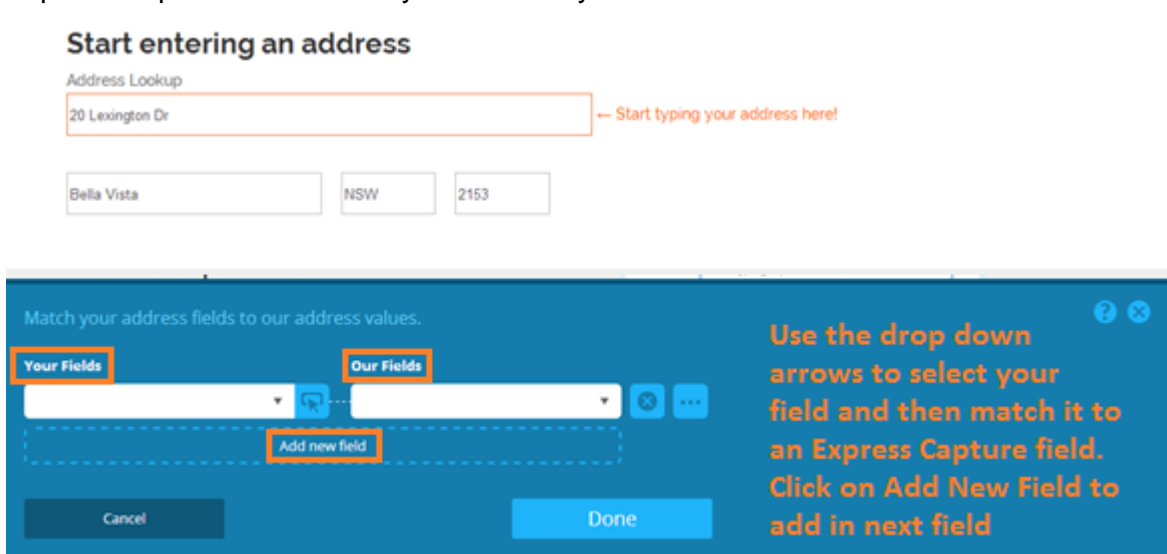 Start entering an address
Address Lookup
20 Lexington Dr
← Start typing your address here!
Bella Vista
NSW
2153
Match your address fields to our address values.
Your Fields
Our Fields
Add new field
Cancel
Done
Use the drop down
arrows to select your
field and then match it to
an Express Capture field.
Click on Add New Field to
add in next field